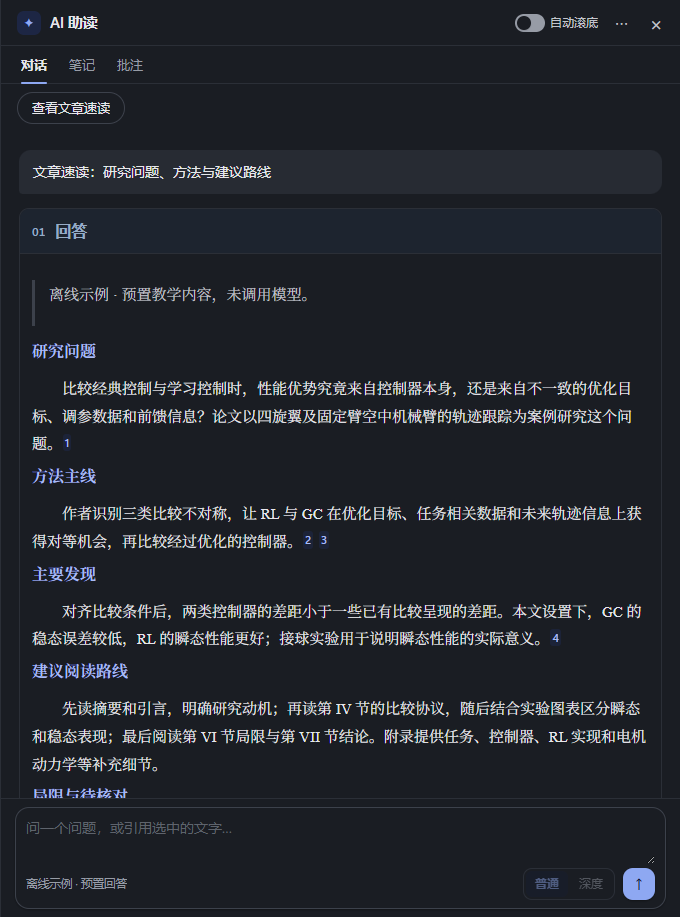 AI 助读
自动滚底
对话 笔记 批注
查看文章速读
文章速读：研究问题、方法与建议路线
01 回答
离线示例 · 预置教学内容，未调用模型。
研究问题
比较经典控制与学习控制时，性能优势究竟来自控制器本身，还是来自不一致的优化目
标、调参数据和前馈信息？论文以四旋翼及固定臂空中机械臂的轨迹跟踪为案例研究这个问
题。 1
方法主线
作者识别三类比较不对称，让 RL 与 GC 在优化目标、任务相关数据和未来轨迹信息上获
得对等机会，再比较经过优化的控制器。 2 3
主要发现
对齐比较条件后，两类控制器的差距小于一些已有比较呈现的差距。本文设置下，GC 的
稳态误差较低，RL 的瞬态性能更好；接球实验用于说明瞬态性能的实际意义。 4
建议阅读路线
先读摘要和引言，明确研究动机；再读第 IV 节的比较协议，随后结合实验图表区分瞬态
和稳态表现；最后阅读第 VI 节局限与第 VII 节结论。附录提供任务、控制器、RL 实现和电机
动力学等补充细节。
局限与待核对
问一个问题，或引用选中的文字...
离线示例 · 预置回答
普通 深度